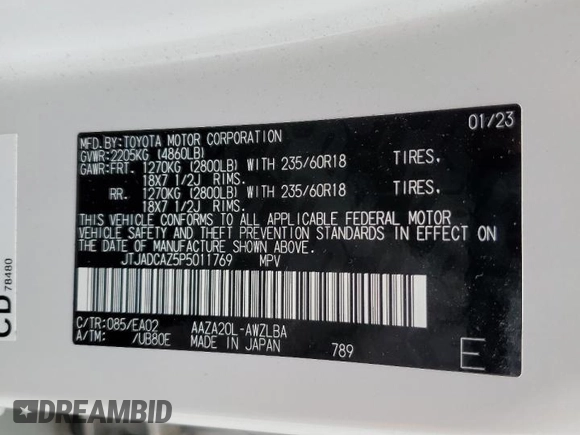 01/23
MFD.BY:TOYOTA MOTOR CORPORATION
GVWR:2205KG (4860LB)
GAWR:FRT. 1270KG (2800LB) WITH 235/60R18 TIRES,
18X7 1/2J RIMS.
RR. 1270KG (2800LB) WITH 235/60R18 TIRES,
18X7 1/2J RIMS.
THIS VEHICLE CONFORMS TO ALL APPLICABLE FEDERAL MOTOR
VEHICLE SAFETY AND THEFT PREVENTION STANDARDS IN EFFECT ON
THE DATE OF MANUFACTURE SHOWN ABOVE.
JTJADCAZ5P5011769 MPV
C/TR:085/EA02 AAZA20L-AWZLBA
A/TM: /UB80E MADE IN JAPAN 789
E
CD
78480
DREAMBID